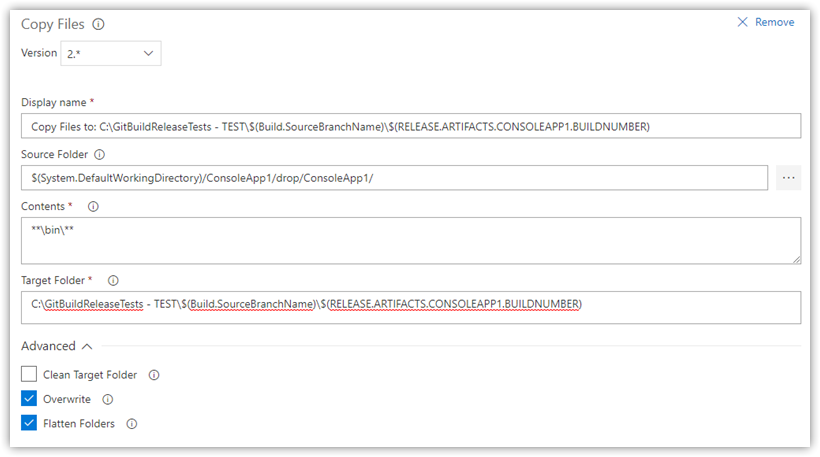 Copy Files
Remove
Version 2.*
Display name *
Copy Files to: C:\GitBuildReleaseTests - TEST\$(Build.SourceBranchName)\$(RELEASE.ARTIFACTS.CONSOLEAPP1.BUILDNUMBER)
Source Folder
$(System.DefaultWorkingDirectory)/ConsoleApp1/drop/ConsoleApp1/
...
Contents *
**\bin\**
Target Folder *
C:\GitBuildReleaseTests - TEST\$(Build.SourceBranchName)\$(RELEASE.ARTIFACTS.CONSOLEAPP1.BUILDNUMBER)
Advanced
Clean Target Folder
Overwrite
Flatten Folders